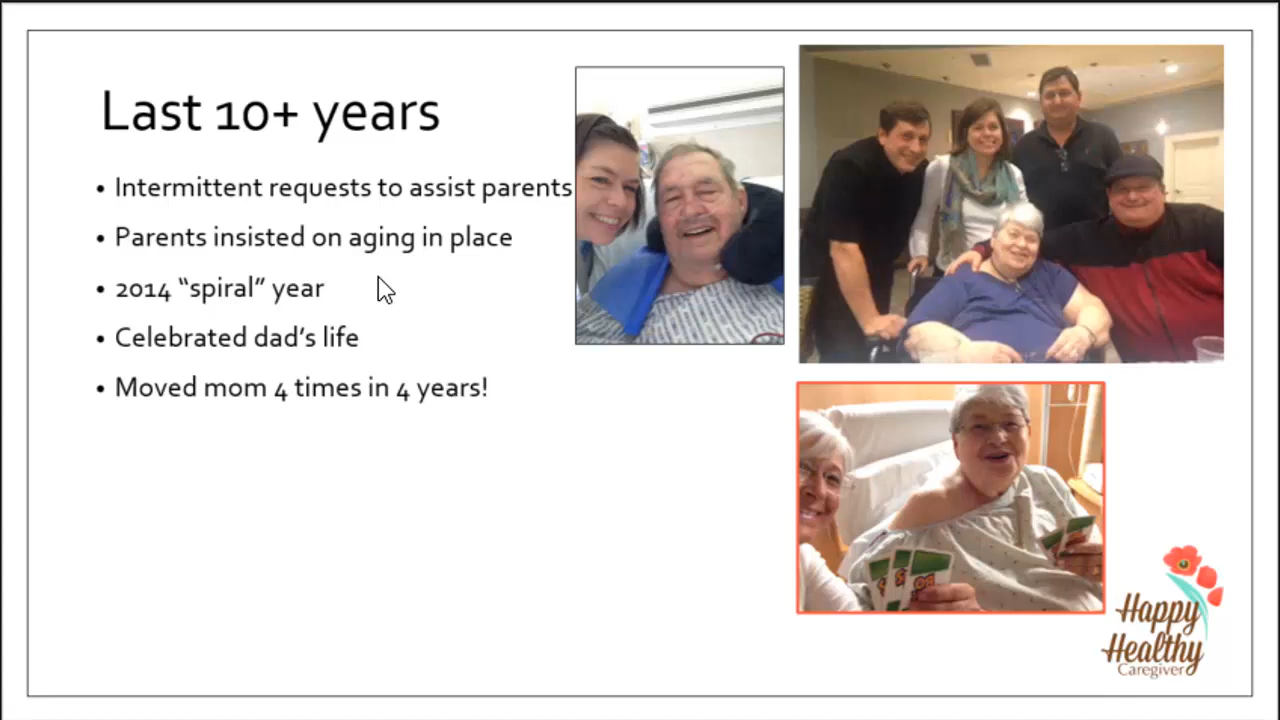 Last 10+ years
• Intermittent requests to assist parents
• Parents insisted on aging in place
• 2014 “spiral” year
• Celebrated dad’s life
• Moved mom 4 times in 4 years!
Happy
Healthy
Caregiver